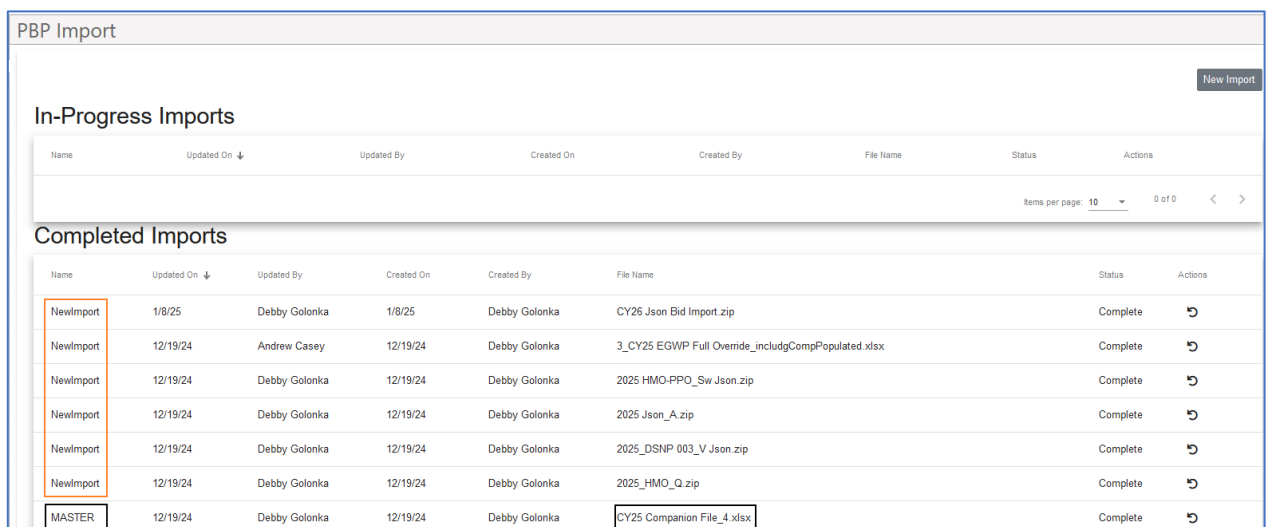 PBP Import
New Import
In-Progress Imports
Name Updated On Updated By Created On Created By File Name Status Actions
Items per page: 10 0 of 0
Completed Imports
Name Updated On Updated By Created On Created By File Name Status Actions
NewImport 1/8/25 Debby Golonka 1/8/25 Debby Golonka CY26 Json Bid Import.zip Complete
NewImport 12/19/24 Andrew Casey 12/19/24 Debby Golonka 3_CY25 EGWP Full Override_includgCompPopulated.xlsx Complete
NewImport 12/19/24 Debby Golonka 12/19/24 Debby Golonka 2025 HMO-PPO_Sw Json.zip Complete
NewImport 12/19/24 Debby Golonka 12/19/24 Debby Golonka 2025 Json_A.zip Complete
NewImport 12/19/24 Debby Golonka 12/19/24 Debby Golonka 2025_DSNP 003_V Json.zip Complete
NewImport 12/19/24 Debby Golonka 12/19/24 Debby Golonka 2025_HMO_Q.zip Complete
MASTER 12/19/24 Debby Golonka 12/19/24 Debby Golonka CY25 Companion File_4.xlsx Complete